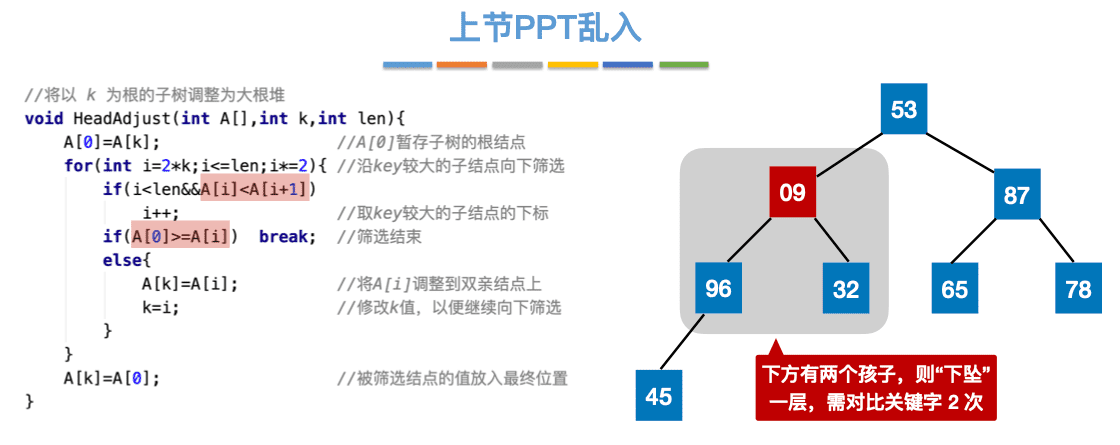 上节PPT乱入
//将以 k 为根的子树调整为大根堆
void HeadAdjust(int A[],int k,int len){
A[0]=A[k]; //A[0]暂存子树的根结点
for(int i=2*k;i<=len;i*=2){ //沿key较大的子结点向下筛选
if(i<len&&A[i]<A[i+1])
i++; //取key较大的子结点的下标
if(A[0]>=A[i]) break; //筛选结束
else{
A[k]=A[i]; //将A[i]调整到双亲结点上
k=i; //修改k值，以便继续向下筛选
}
}
A[k]=A[0]; //被筛选结点的值放入最终位置
}
53
09
87
96
32
65
78
45
下方有两个孩子，则“下坠”
一层，需对比关键字 2 次